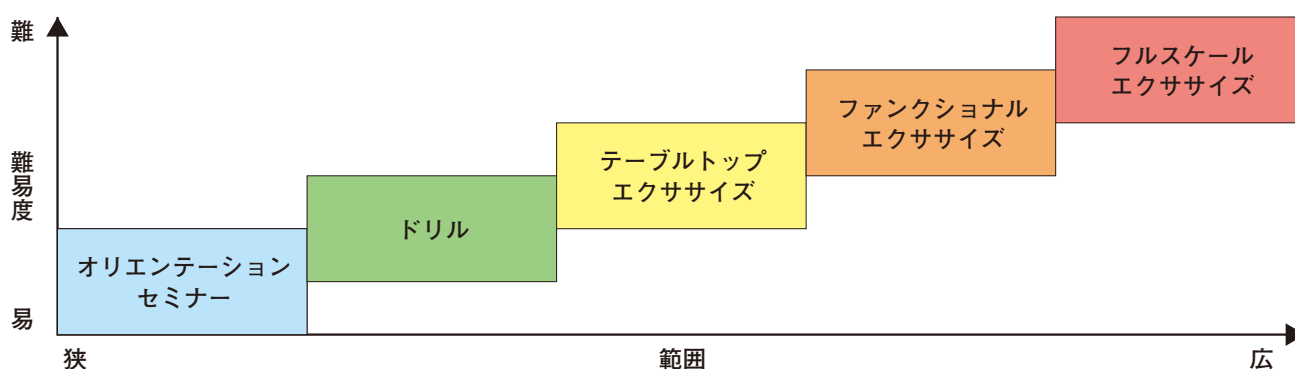 難
フルスケール
エクササイズ
ファンクショナル
エクササイズ
難易度
テーブルトップ
エクササイズ
ドリル
オリエンテーション
セミナー
易
狭
範囲
広